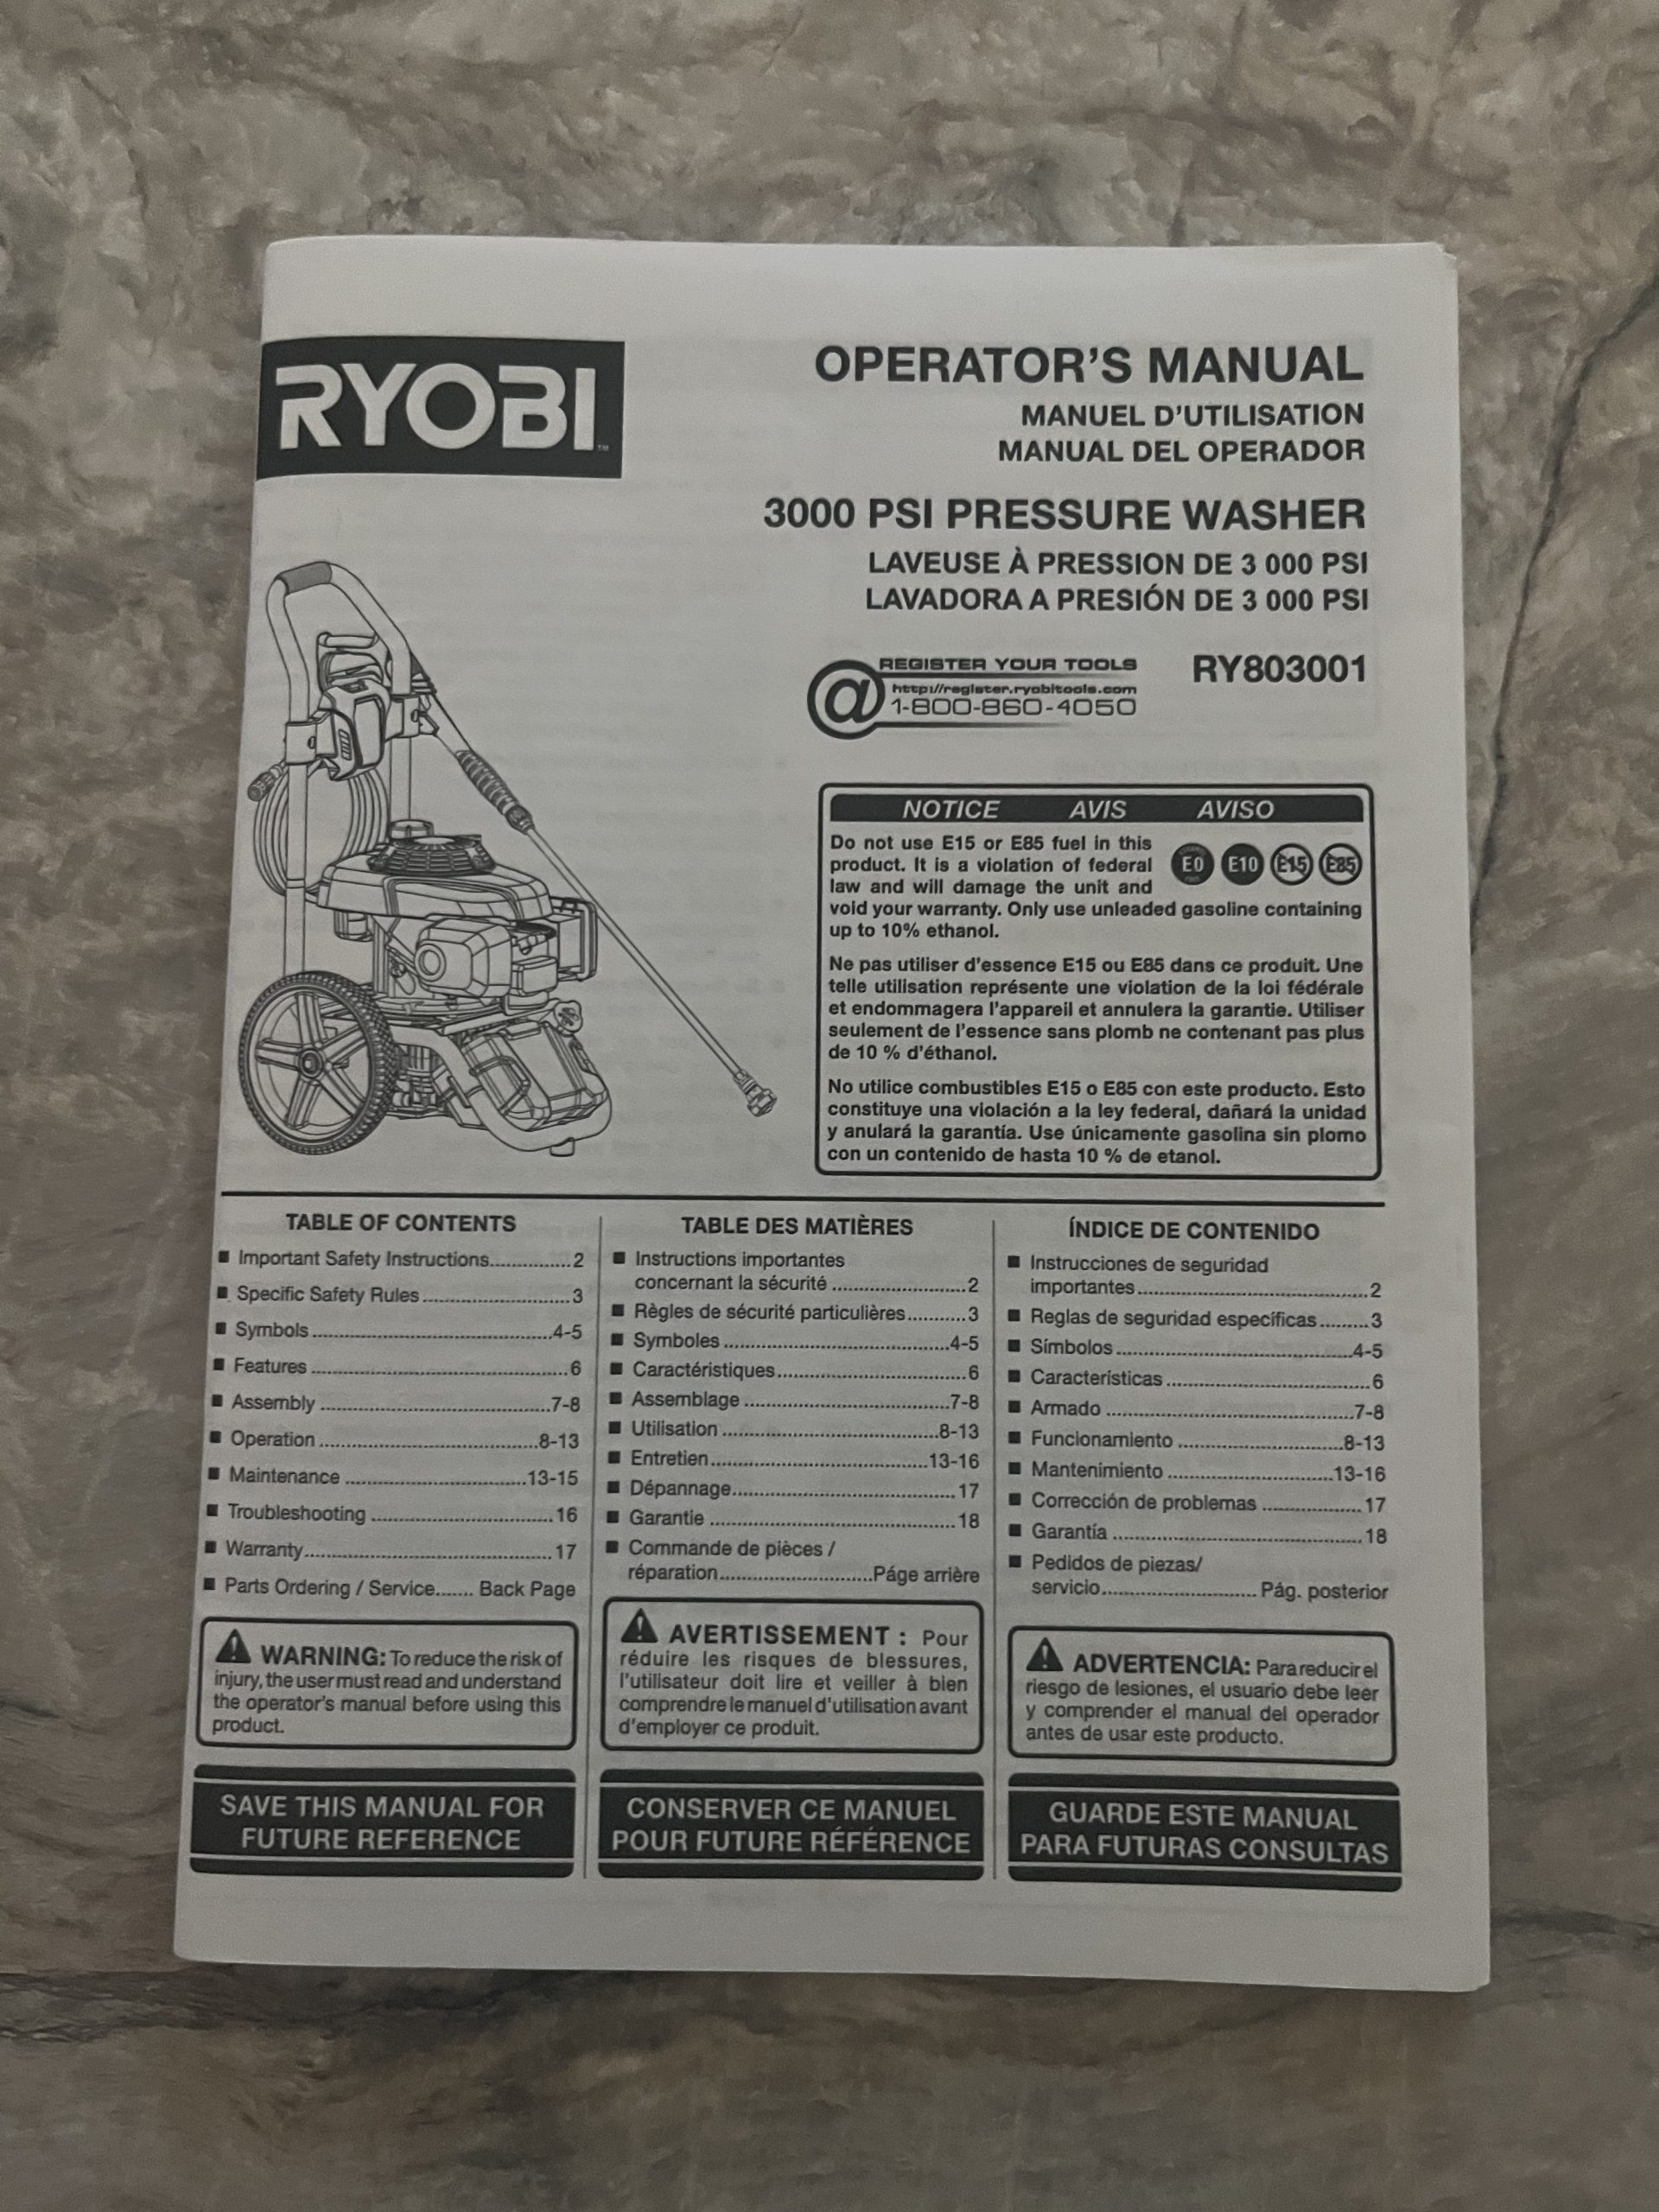 RYOBI
OPERATOR'S MANUAL
MANUEL D'UTILISATION
MANUAL DEL OPERADOR
3000 PSI PRESSURE WASHER
LAVEUSE À PRESSION DE 3 000 PSI
LAVADORA A PRESIÓN DE 3 000 PSI
REGISTER YOUR TOOLS
http://register.ryobitools.com
1-800-860-4050
RY803001
NOTICE AVIS AVISO
Do not use E15 or E85 fuel in this
product. It is a violation of federal
law and will damage the unit and
void your warranty. Only use unleaded gasoline containing
up to 10% ethanol.
E0 E10 E15 E85
Ne pas utiliser d'essence E15 ou E85 dans ce produit. Une
telle utilisation représente une violation de la loi fédérale
et endommagera l'appareil et annulera la garantie. Utiliser
seulement de l'essence sans plomb ne contenant pas plus
de 10 % d'éthanol.
No utilice combustibles E15 o E85 con este producto. Esto
constituye una violación a la ley federal, dañará la unidad
y anulará la garantía. Use únicamente gasolina sin plomo
con un contenido de hasta 10 % de etanol.
TABLE OF CONTENTS
■ Important Safety Instructions..............2
■ Specific Safety Rules..........................3
■ Symbols...........................................4-5
■ Features..............................................6
■ Assembly.........................................7-8
■ Operation.......................................8-13
■ Maintenance................................13-15
■ Troubleshooting................................16
■ Warranty............................................17
■ Parts Ordering / Service....... Back Page
WARNING: To reduce the risk of
injury, the user must read and understand
the operator's manual before using this
product.
SAVE THIS MANUAL FOR
FUTURE REFERENCE
TABLE DES MATIÈRES
■ Instructions importantes
concernant la sécurité........................2
■ Règles de sécurité particulières...........3
■ Symboles........................................4-5
■ Caractéristiques..................................6
■ Assemblage.....................................7-8
■ Utilisation.......................................8-13
■ Entretien.......................................13-16
■ Dépannage........................................17
■ Garantie............................................18
■ Commande de pièces /
réparation...........................Páge arrière
AVERTISSEMENT : Pour
réduire les risques de blessures,
l'utilisateur doit lire et veiller à bien
comprendre le manuel d'utilisation avant
d'employer ce produit.
CONSERVER CE MANUEL
POUR FUTURE RÉFÉRENCE
ÍNDICE DE CONTENIDO
■ Instrucciones de seguridad
importantes.........................................2
■ Reglas de seguridad específicas.........3
■ Símbolos..........................................4-5
■ Características....................................6
■ Armado............................................7-8
■ Funcionamiento..............................8-13
■ Mantenimiento..............................13-16
■ Corrección de problemas..................17
■ Garantía............................................18
■ Pedidos de piezas/
servicio............................ Pág. posterior
ADVERTENCIA: Para reducir el
riesgo de lesiones, el usuario debe leer
y comprender el manual del operador
antes de usar este producto.
GUARDE ESTE MANUAL
PARA FUTURAS CONSULTAS